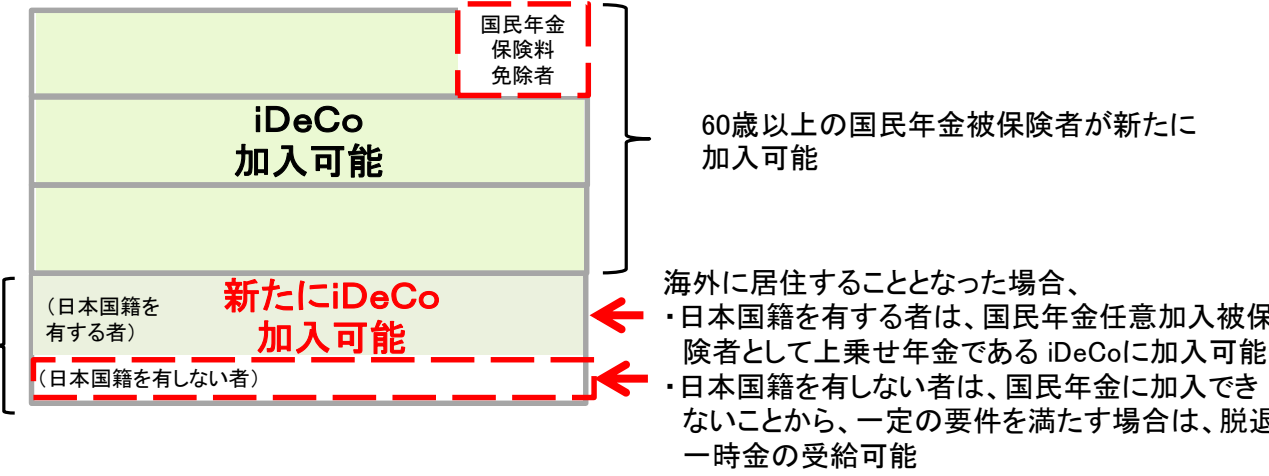 国民年金
保険料
免除者
iDeCo
加入可能
60歳以上の国民年金被保険者が新たに
加入可能
(日本国籍を
有する者)
新たにiDeCo
加入可能
(日本国籍を有しない者)
海外に居住することとなった場合、
・日本国籍を有する者は、国民年金任意加入被保
険者として上乗せ年金である iDeCoに加入可能
・日本国籍を有しない者は、国民年金に加入でき
ないことから、一定の要件を満たす場合は、脱退
一時金の受給可能